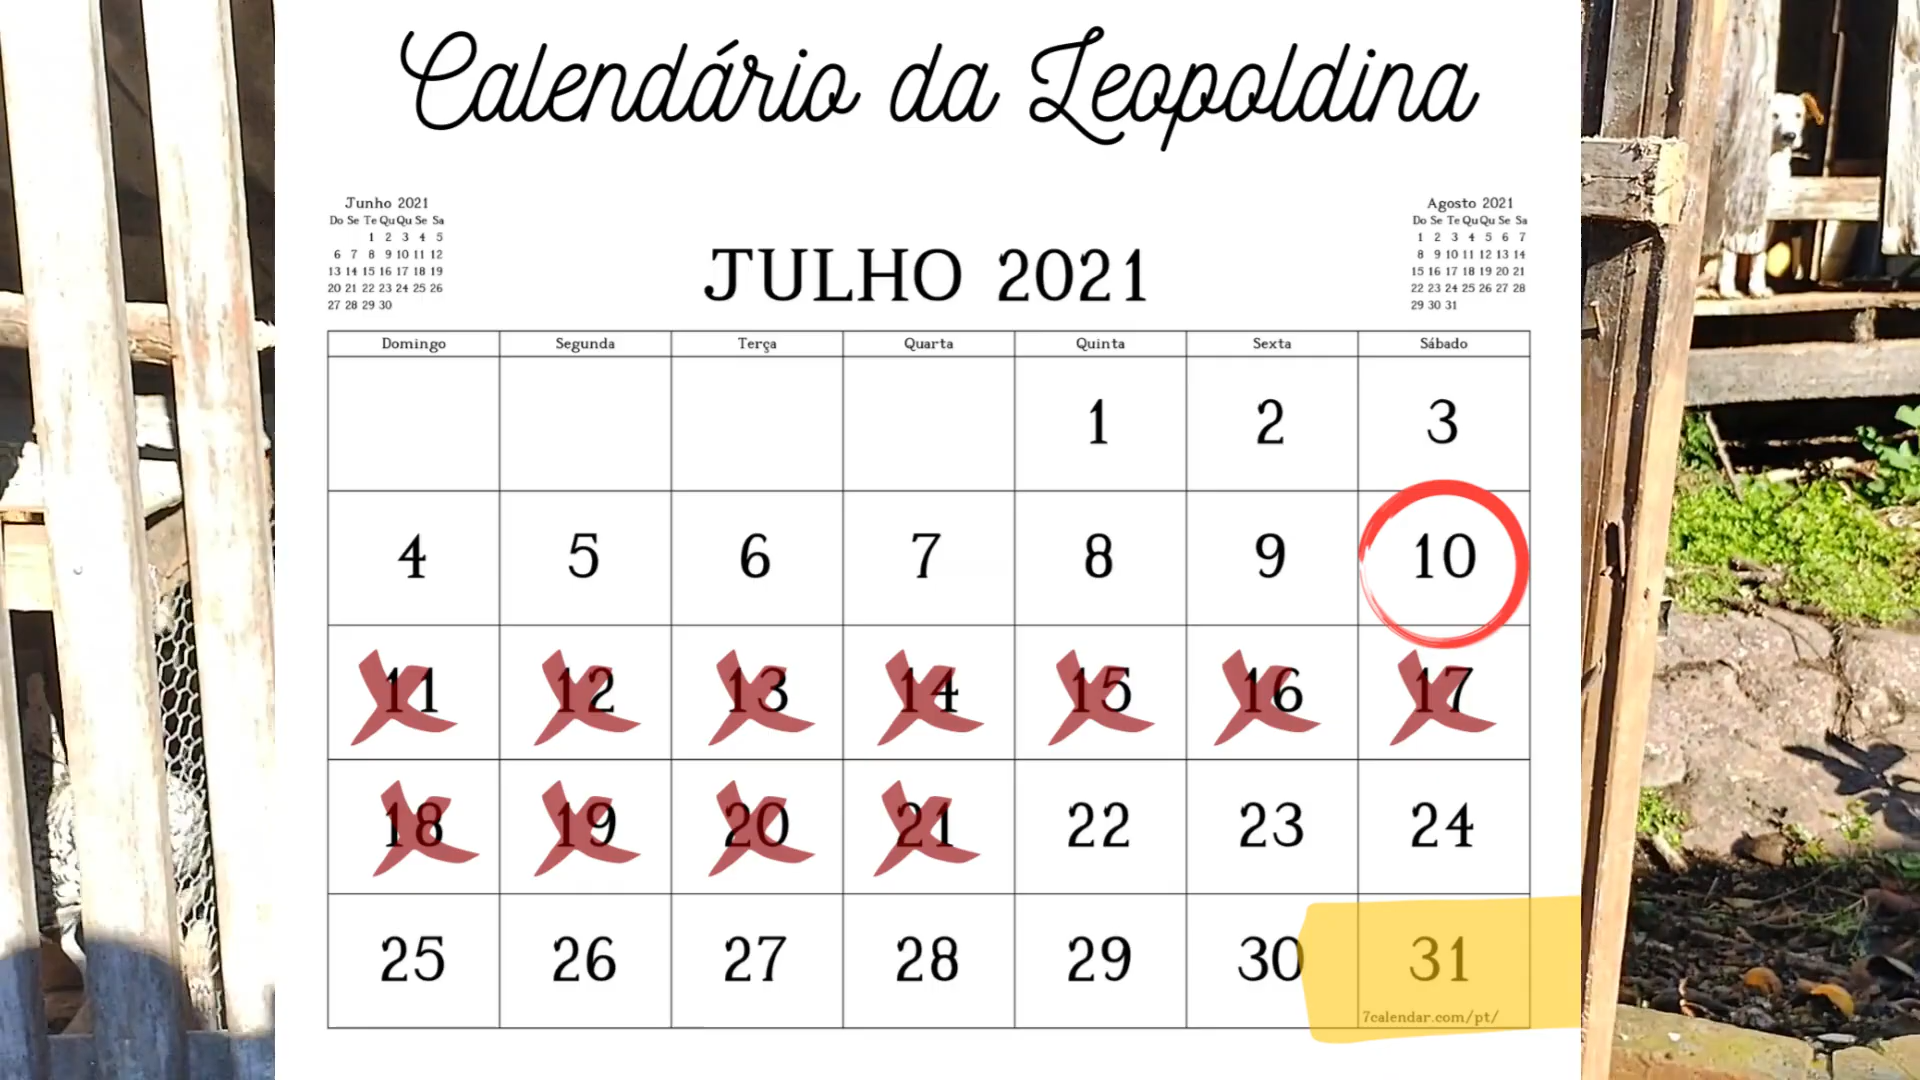 Calendário da Leopoldina
Junho 2021
Do Se Te Qu Qu Se Sa
1 2 3 4 5
6 7 8 9 10 11 12
13 14 15 16 17 18 19
20 21 22 23 24 25 26
27 28 29 30
JULHO 2021
Agosto 2021
Do Se Te Qu Qu Se Sa
1 2 3 4 5 6 7
8 9 10 11 12 13 14
15 16 17 18 19 20 21
22 23 24 25 26 27 28
29 30 31
Domingo Segunda Terça Quarta Quinta Sexta Sábado
1 2 3
4 5 6 7 8 9 10
11 12 13 14 15 16 17
18 19 20 21 22 23 24
25 26 27 28 29 30 31
7calendar.com/pt/